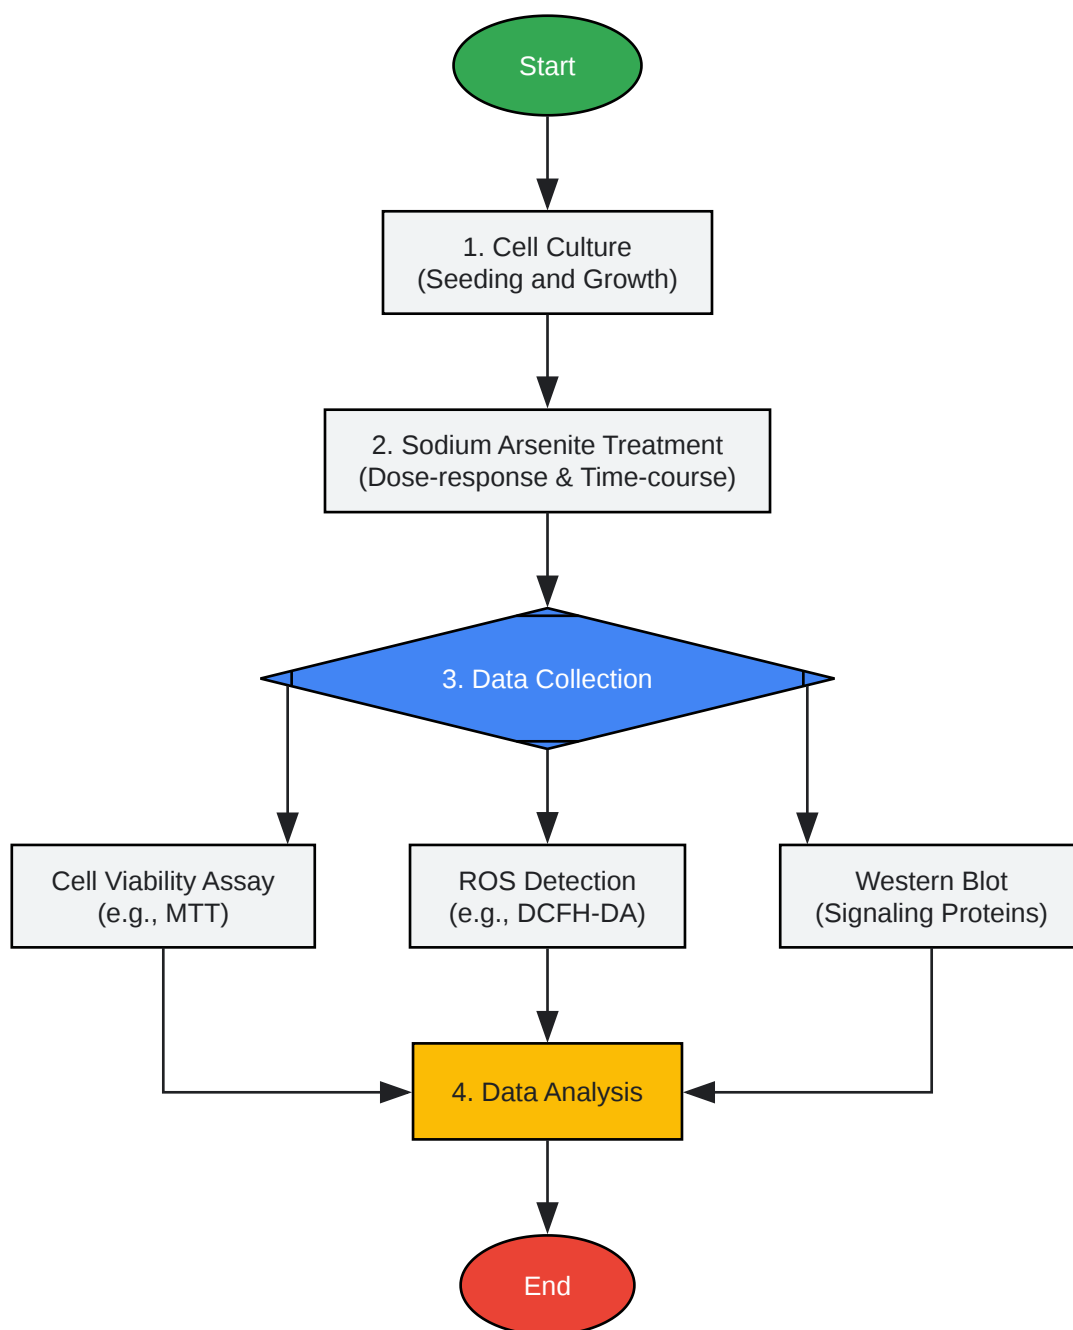 Start
1. Cell Culture
(Seeding and Growth)
2. Sodium Arsenite Treatment
(Dose-response & Time-course)
3. Data Collection
Cell Viability Assay
(e.g., MTT)
ROS Detection
(e.g., DCFH-DA)
Western Blot
(Signaling Proteins)
4. Data Analysis
End